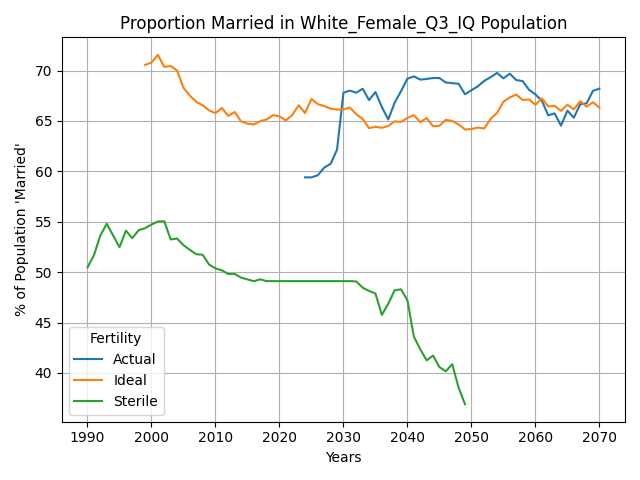 Proportion Married in White_Female_Q3_IQ Population
% of Population 'Married'
70
65
60
55
50
45
40
Fertility
Actual
Ideal
Sterile
1990 2000 2010 2020 2030 2040 2050 2060 2070
Years